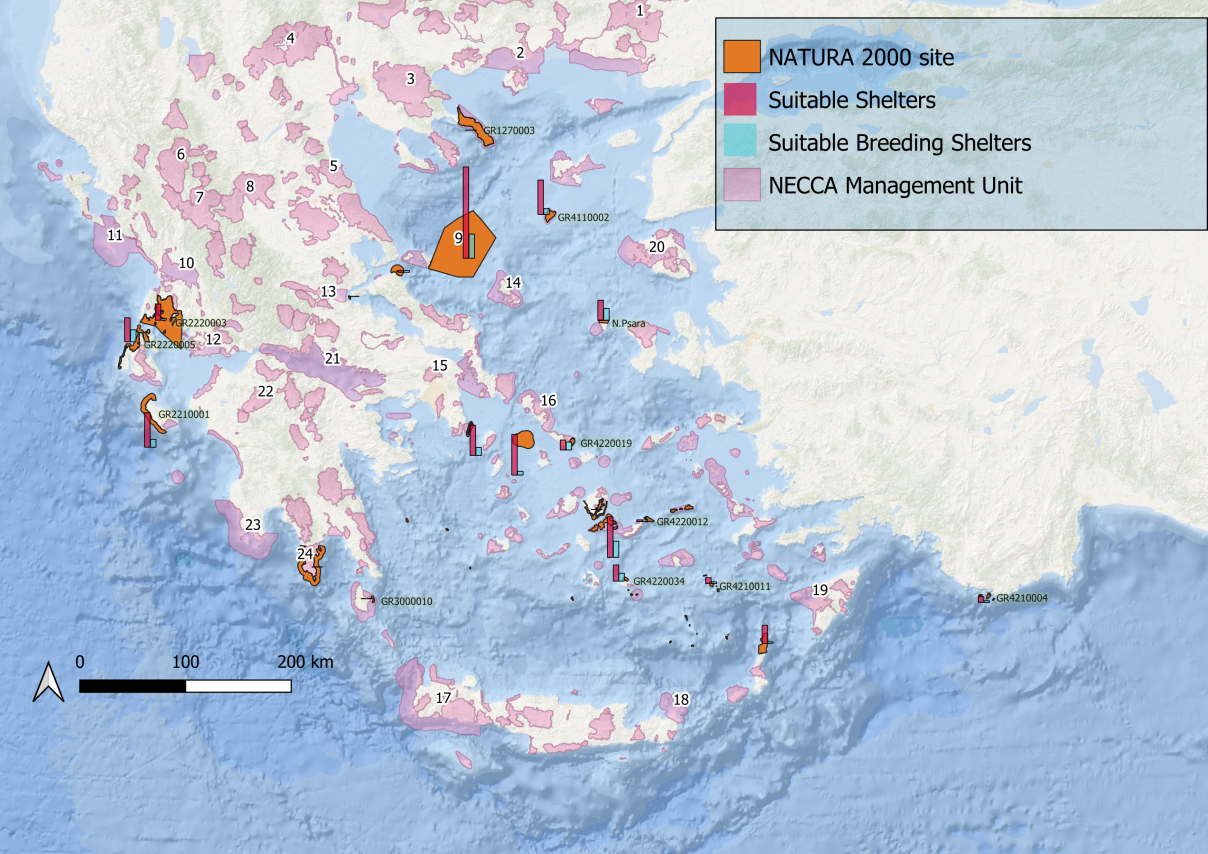 1
4
2
3
NATURA 2000 site
Suitable Shelters
Suitable Breeding Shelters
NECCA Management Unit
GR1270003
6
5
8
7
GR4110002
11
9
20
10
14
13
GR2220003
N.Psara
12
GR2220005
21
15
22
16
GR2210001
GR4220019
23
GR4220012
24
GR4220034
GR4210011
19
GR4210004
GR3000010
0 100 200 km
17
18